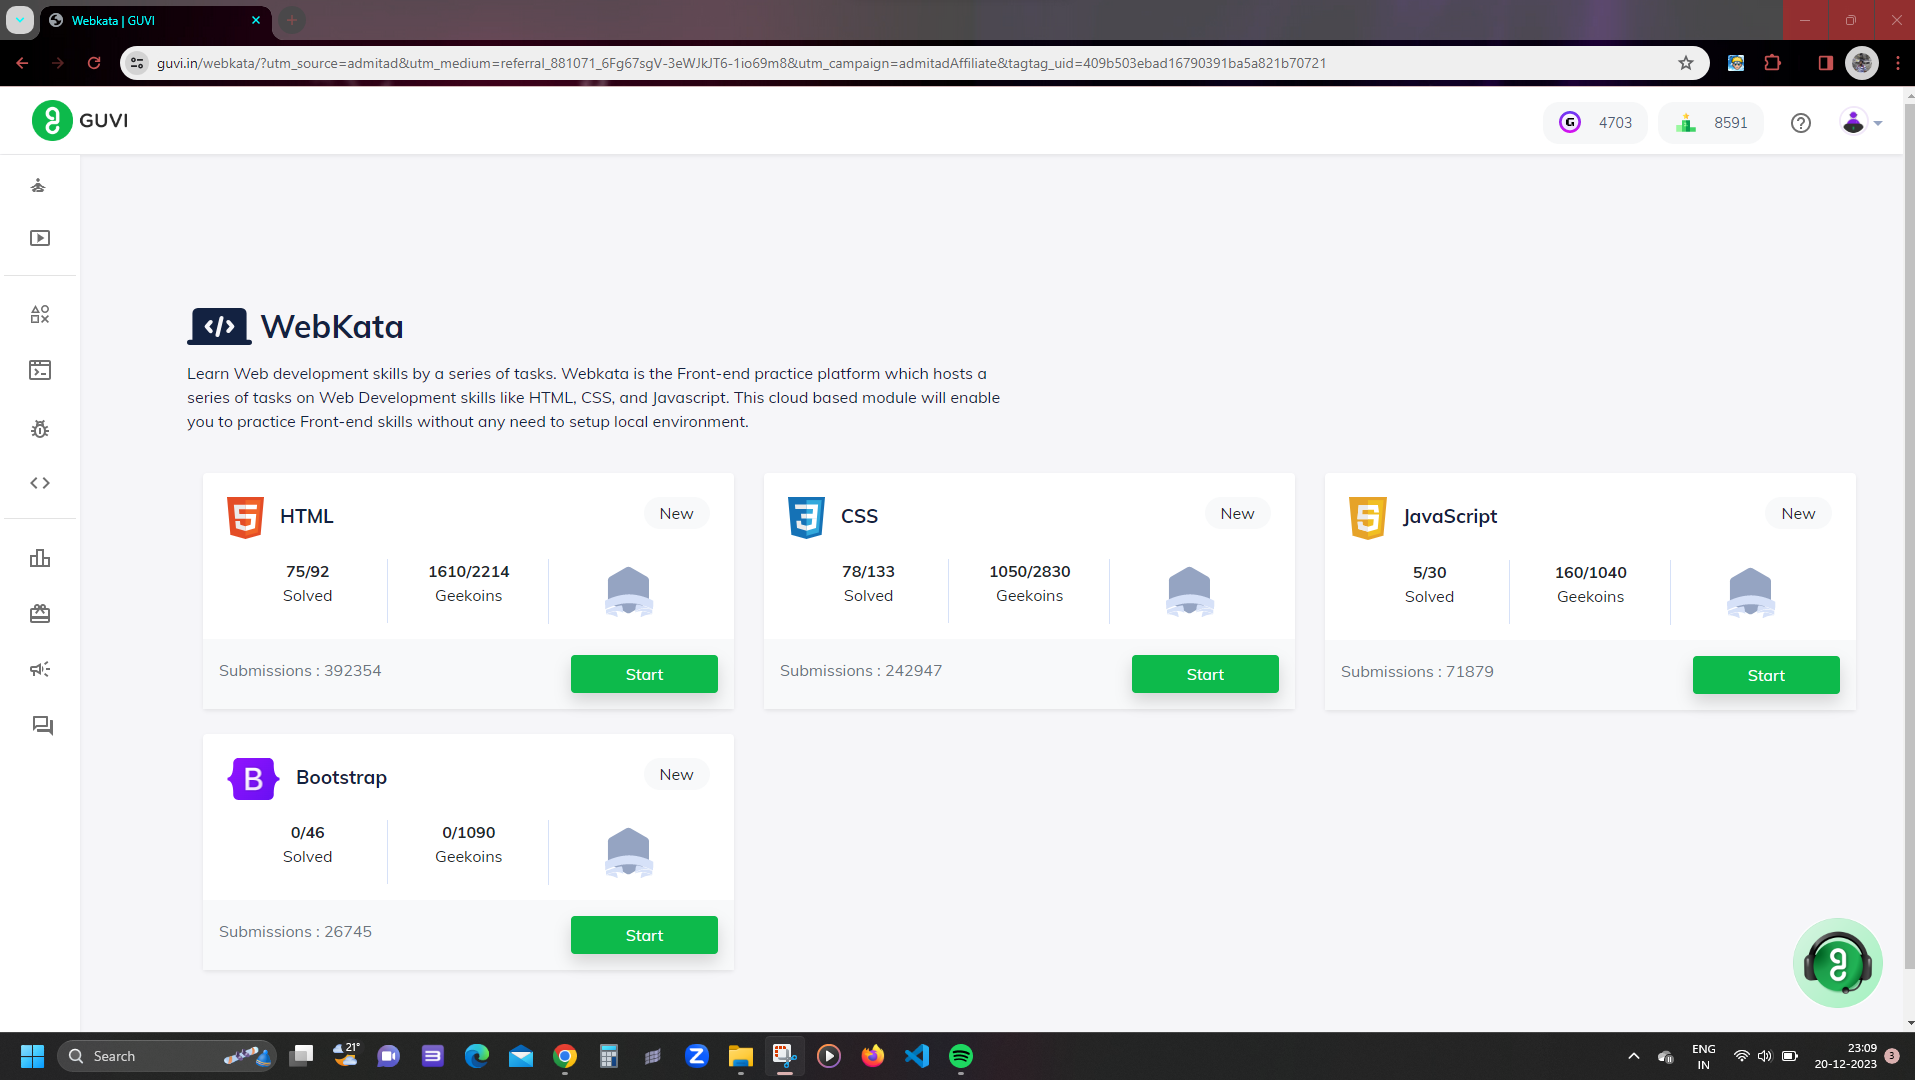 Webkata | GUVI
guvi.in/webkata/?utm_source=admitad&utm_medium=referral_881071_6Fg67sgV-3eWJkJT6-1io69m8&utm_campaign=admitadAffiliate&tagtag_uid=409b503ebad16790391ba5a821b70721
GUVI
G 4703
8591
</> WebKata
Learn Web development skills by a series of tasks. Webkata is the Front-end practice platform which hosts a
series of tasks on Web Development skills like HTML, CSS, and Javascript. This cloud based module will enable
you to practice Front-end skills without any need to setup local environment.
HTML
New
75/92
Solved
1610/2214
Geekoins
Submissions : 392354
Start
CSS
New
78/133
Solved
1050/2830
Geekoins
Submissions : 242947
Start
JavaScript
New
5/30
Solved
160/1040
Geekoins
Submissions : 71879
Start
B Bootstrap
New
0/46
Solved
0/1090
Geekoins
Submissions : 26745
Start
Search
21°
ENG
IN
23:09
20-12-2023
3